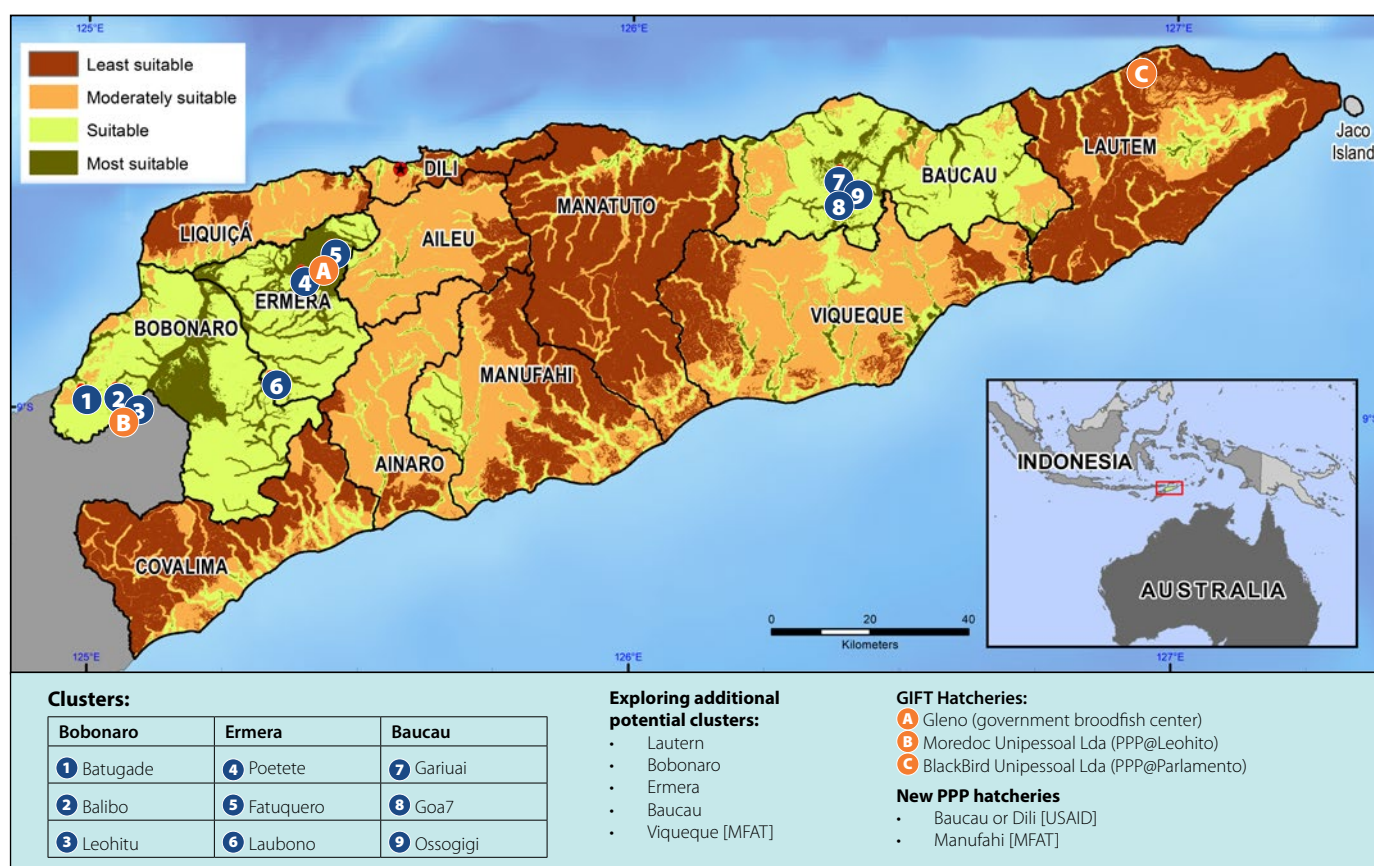 125°E
126°E
127°E
Least suitable
Moderately suitable
Suitable
Most suitable
C
Jaco
Island
LAUTEM
DILI
BAUCAU
7
9
8
MANATUTO
LIQUIÇÁ
AILEU
5
A
4
ERMERA
BOBONARO
VIQUEQUE
MANUFAHI
6
1
2
3
B
9°S
9°S
AINARO
COVALIMA
INDONESIA
AUSTRALIA
0 20 40
Kilometers
125°E
126°E
127°E
Clusters:
Bobonaro Ermera Baucau
1 Batugade 4 Poetete 7 Gariuai
2 Balibo 5 Fatuquero 8 Goa7
3 Leohitu 6 Laubono 9 Ossogigi
Exploring additional
potential clusters:
• Lautern
• Bobonaro
• Ermera
• Baucau
• Viqueque [MFAT]
GIFT Hatcheries:
A Gleno (government broodfish center)
B Moredoc Unipessoal Lda (PPP@Leohito)
C BlackBird Unipessoal Lda (PPP@Parlamento)
New PPP hatcheries
• Baucau or Dili [USAID]
• Manufahi [MFAT]